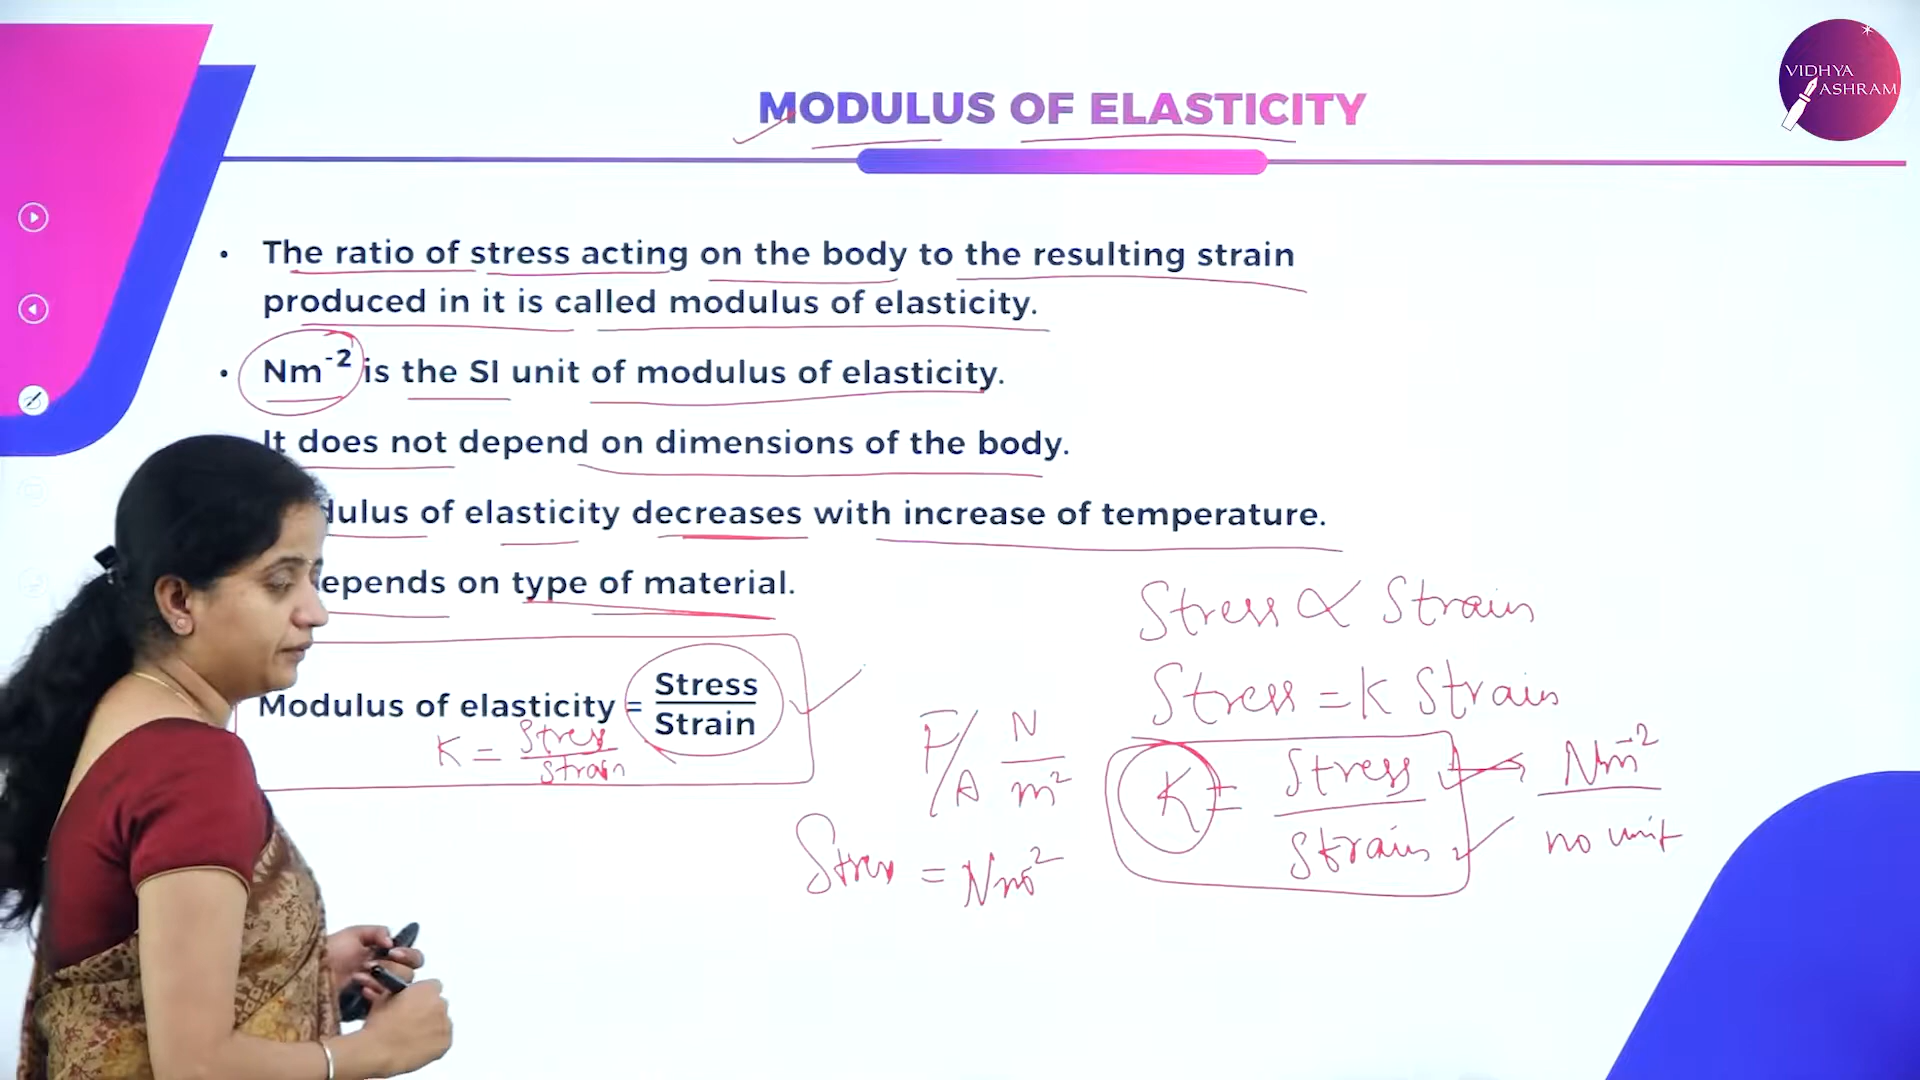 VIDHYA
ASHRAM
MODULUS OF ELASTICITY
• The ratio of stress acting on the body to the resulting strain
produced in it is called modulus of elasticity.
• Nm⁻² is the SI unit of modulus of elasticity.
It does not depend on dimensions of the body.
dulus of elasticity decreases with increase of temperature.
epends on type of material.
Modulus of elasticity = Stress / Strain
K = Stress / Strain
Stress ∝ Strain
Stress = K Strain
F/A N/m²
K = Stress / Strain
Nm⁻² / no unit
Stress = Nm⁻²